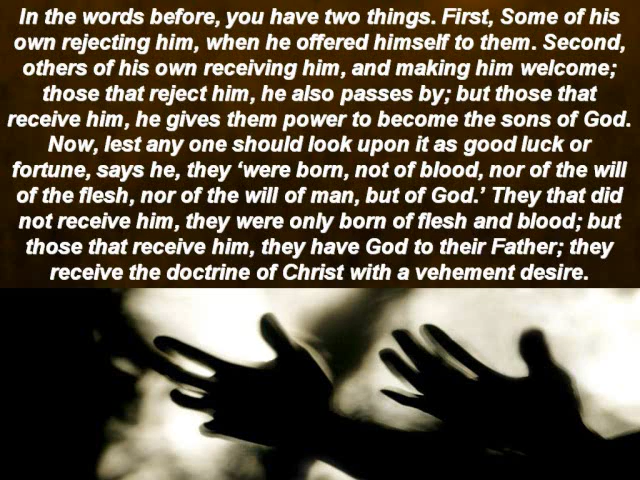 In the words before, you have two things. First, Some of his
own rejecting him, when he offered himself to them. Second,
others of his own receiving him, and making him welcome;
those that reject him, he also passes by; but those that
receive him, he gives them power to become the sons of God.
Now, lest any one should look upon it as good luck or
fortune, says he, they ‘were born, not of blood, nor of the will
of the flesh, nor of the will of man, but of God.’ They that did
not receive him, they were only born of flesh and blood; but
those that receive him, they have God to their Father; they
receive the doctrine of Christ with a vehement desire.